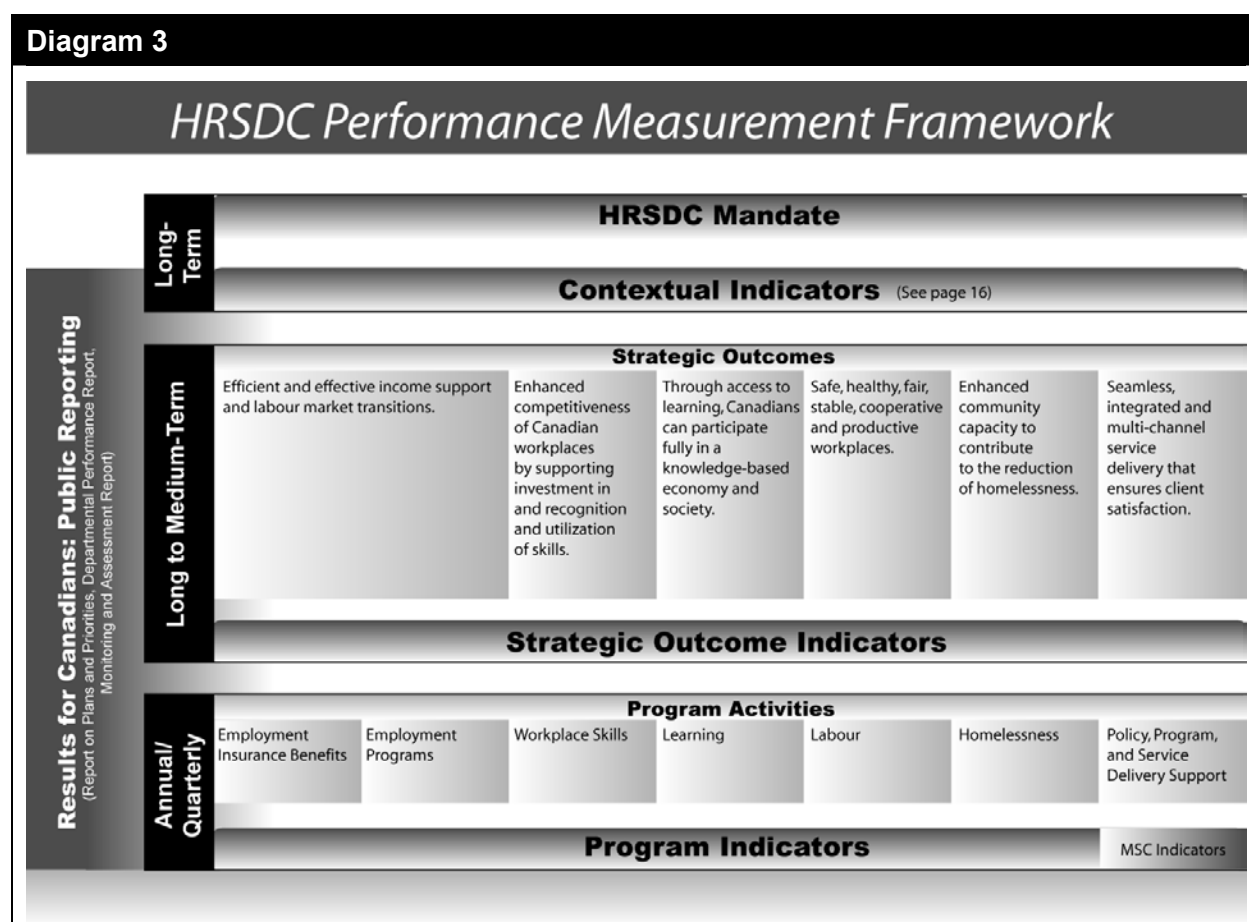 Diagram 3
HRSDC Performance Measurement Framework
Results for Canadians: Public Reporting
(Report on Plans and Priorities, Departmental Performance Report,
Monitoring and Assessment Report)
Long-
Term
HRSDC Mandate
Contextual Indicators (See page 16)
Long to Medium-Term
Strategic Outcomes
Efficient and effective income support
and labour market transitions.
Enhanced
competitiveness
of Canadian
workplaces
by supporting
investment in
and recognition
and utilization
of skills.
Through access to
learning, Canadians
can participate
fully in a
knowledge-based
economy and
society.
Safe, healthy, fair,
stable, cooperative
and productive
workplaces.
Enhanced
community
capacity to
contribute
to the reduction
of homelessness.
Seamless,
integrated and
multi-channel
service
delivery that
ensures client
satisfaction.
Strategic Outcome Indicators
Annual/
Quarterly
Program Activities
Employment
Insurance Benefits
Employment
Programs
Workplace Skills
Learning
Labour
Homelessness
Policy, Program,
and Service
Delivery Support
Program Indicators
MSC Indicators